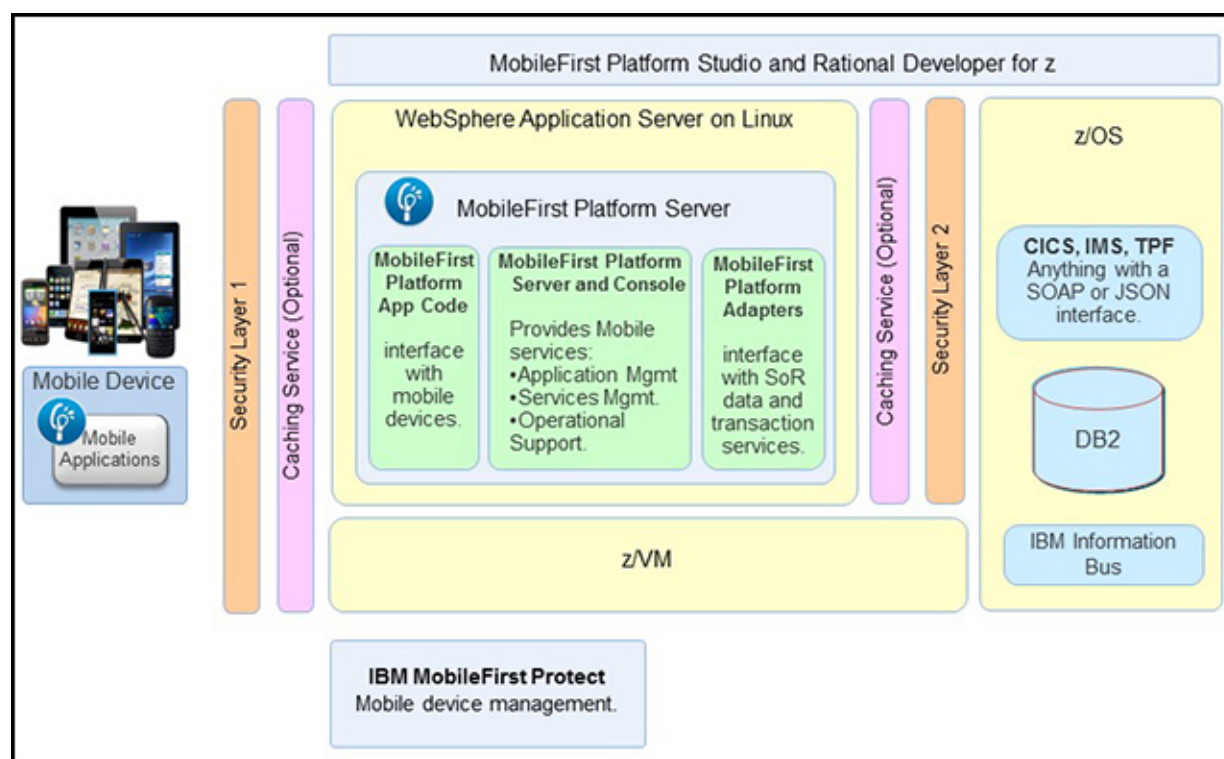 MobileFirst Platform Studio and Rational Developer for z
Mobile Device
Mobile
Applications
Security Layer 1
Caching Service (Optional)
WebSphere Application Server on Linux
MobileFirst Platform Server
MobileFirst
Platform
App Code
interface
with
mobile
devices.
MobileFirst Platform
Server and Console
Provides Mobile
services:
•Application Mgmt
•Services Mgmt.
•Operational
Support.
MobileFirst
Platform
Adapters
interface
with SoR
data and
transaction
services.
Caching Service (Optional)
Security Layer 2
z/OS
CICS, IMS, TPF
Anything with a
SOAP or JSON
interface.
DB2
IBM Information
Bus
z/VM
IBM MobileFirst Protect
Mobile device management.